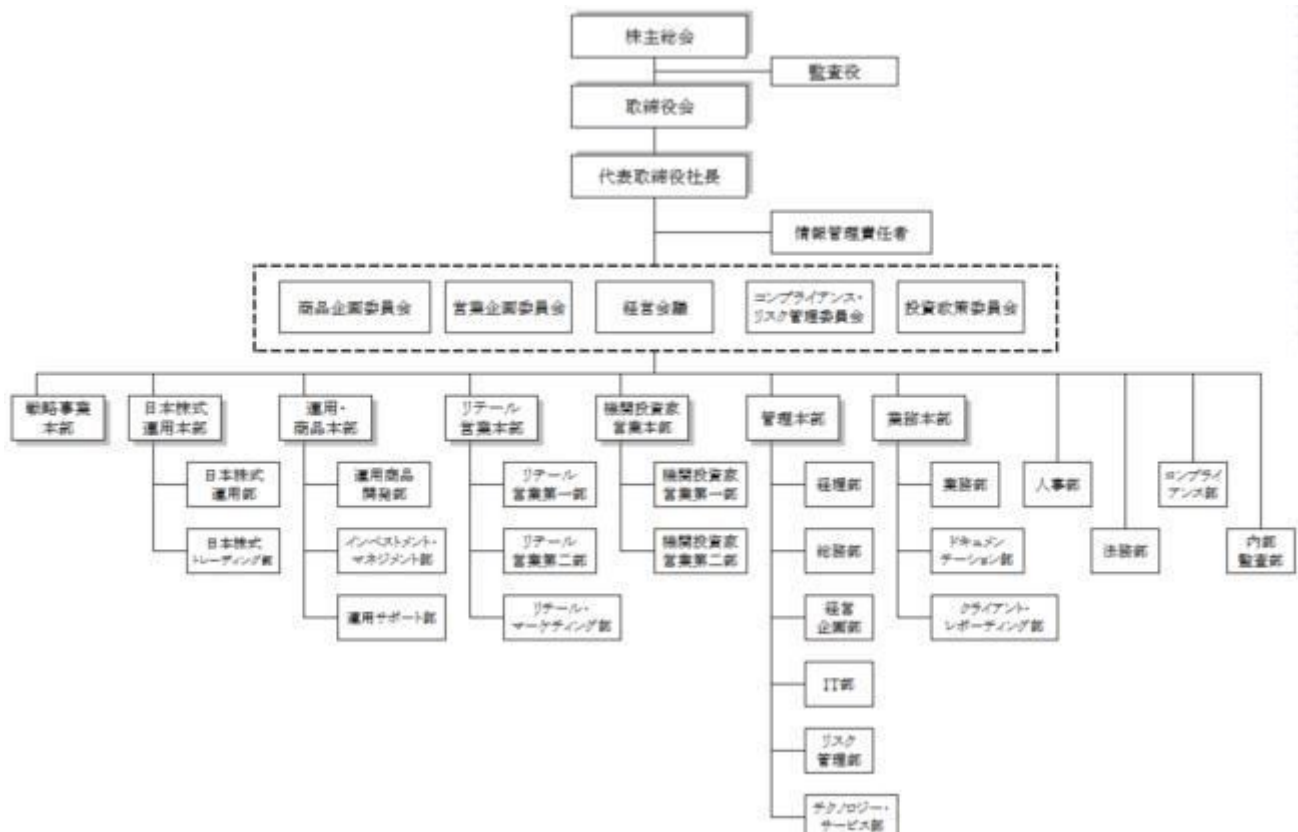 株主総会
監査役
取締役会
代表取締役社長
情報管理責任者
商品企画委員会
営業企画委員会
経営会議
コンプライアンス・
リスク管理委員会
投資政策委員会
戦略事業
本部
日本株式
運用本部
運用・
商品本部
リテール
営業本部
機関投資家
営業本部
管理本部
業務本部
日本株式
運用部
運用商品
開発部
リテール
営業第一部
機関投資家
営業第一部
経理部
業務部
人事部
コンプライ
アンス部
日本株式
トレーディング部
インベストメント・
マネジメント部
リテール
営業第二部
機関投資家
営業第二部
総務部
ドキュメン
テーション部
法務部
内部
監査部
運用サポート部
リテール・
マーケティング部
経営
企画部
クライアント・
レポーティング部
IT部
リスク
管理部
テクノロジー・
サービス部